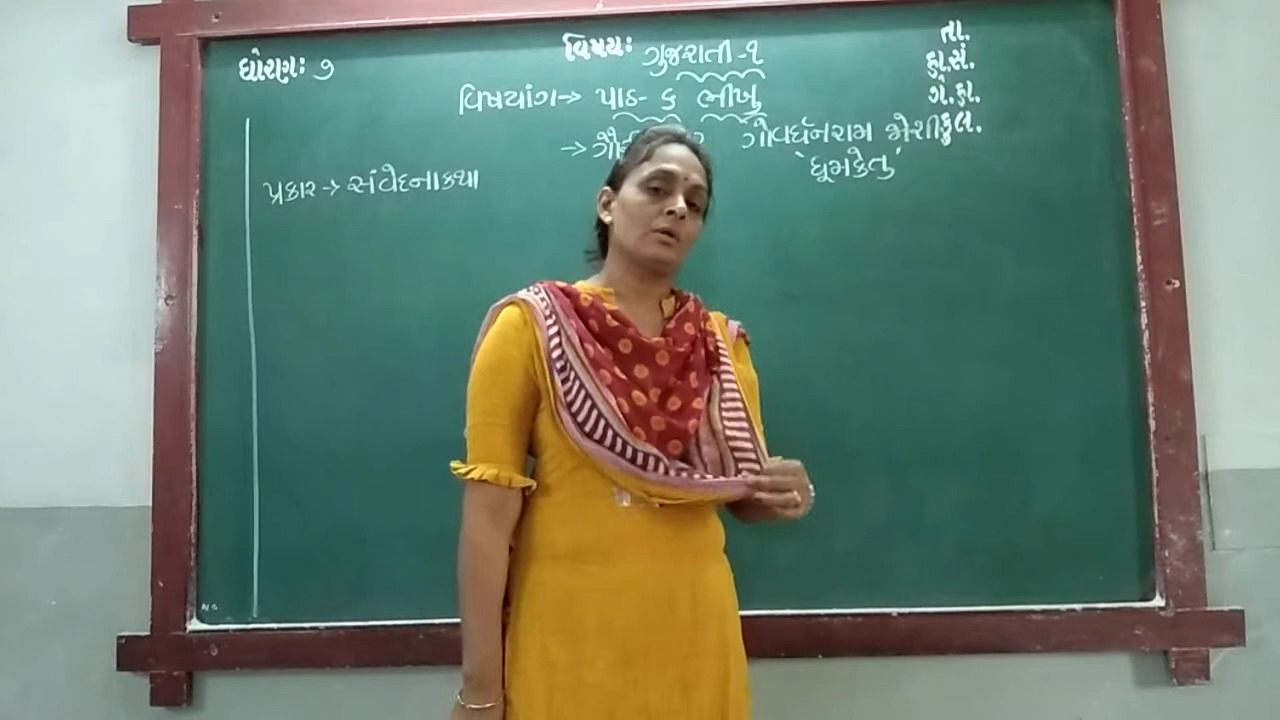 ધોરણઃ ૭
વિષયઃ ગુજરાતી-૧
તા.
હા.સં.
ગે.હા.
કુલ.
વિષયાંગ→ પાઠ- ૬ ભીખુ
→ ગોવર્ધનરામ જોશી
'ધૂમકેતુ'
પ્રકાર→ સંવેદનાકથા